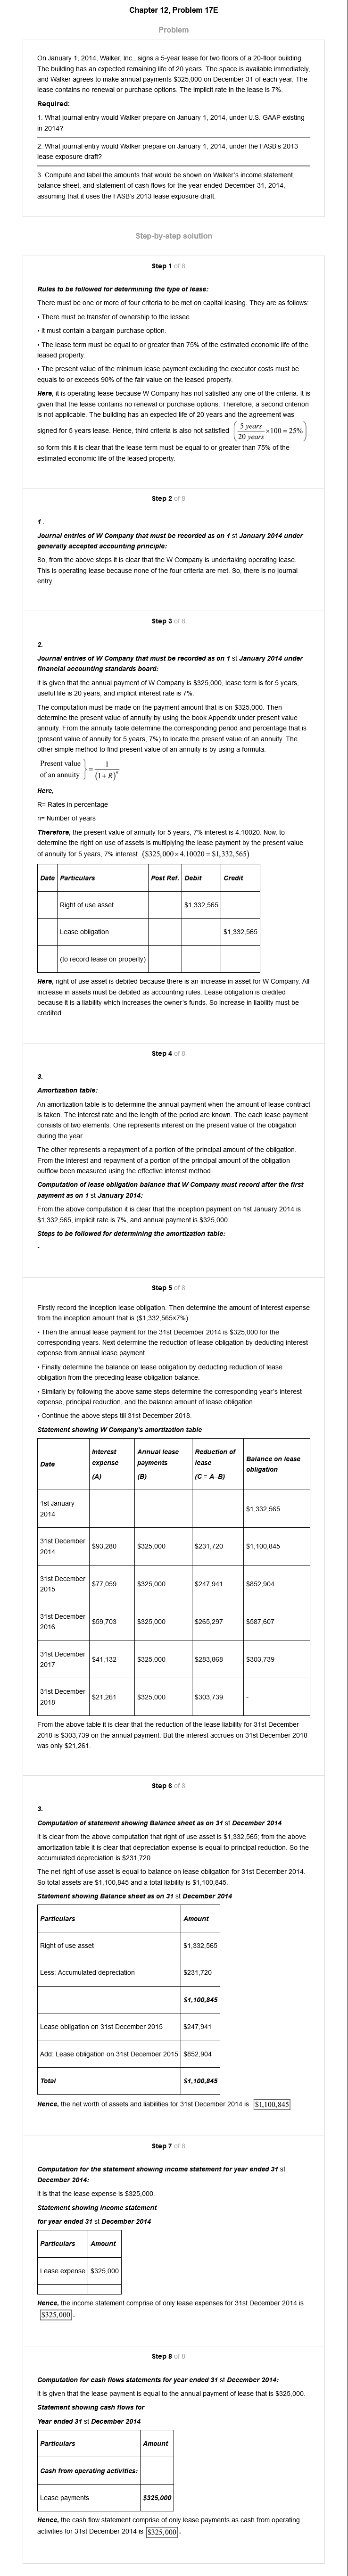 Chapter 12, Problem 17E
Problem
On January 1, 2014, Walker, Inc., signs a 5-year lease for two floors of a 20-floor building.
The building has an expected remaining life of 20 years. The space is available immediately,
and Walker agrees to make annual payments $325,000 on December 31 of each year. The
lease contains no renewal or purchase options. The implicit rate in the lease is 7%.
Required:
1. What journal entry would Walker prepare on January 1, 2014, under U.S. GAAP existing
in 2014?
2. What journal entry would Walker prepare on January 1, 2014, under the FASB's 2013
lease exposure draft?
3. Compute and label the amounts that would be shown on Walker's income statement,
balance sheet, and statement of cash flows for the year ended December 31, 2014,
assuming that it uses the FASB's 2013 lease exposure draft.
Step-by-step solution
Step 1 of 8
Rules to be followed for determining the type of lease:
There must be one or more of four criteria to be met on capital leasing. They are as follows:
• There must be transfer of ownership to the lessee.
• It must contain a bargain purchase option.
• The lease term must be equal to or greater than 75% of the estimated economic life of the
leased property.
• The present value of the minimum lease payment excluding the executor costs must be
equals to or exceeds 90% of the fair value on the leased property.
Here, it is operating lease because W Company has not satisfied any one of the criteria. It is
given that the lease contains no renewal or purchase options. Therefore, a second criterion
is not applicable. The building has an expected life of 20 years and the agreement was
signed for 5 years lease. Hence, third criteria is also not satisfied (5 years / 20 years ×100 = 25%)
so form this it is clear that the lease term must be equal to or greater than 75% of the
estimated economic life of the leased property.
Step 2 of 8
1 .
Journal entries of W Company that must be recorded as on 1 st January 2014 under
generally accepted accounting principle:
So, from the above steps it is clear that the W Company is undertaking operating lease.
This is operating lease because none of the four criteria are met. So, there is no journal
entry.
Step 3 of 8
2.
Journal entries of W Company that must be recorded as on 1 st January 2014 under
financial accounting standards board:
It is given that the annual payment of W Company is $325,000, lease term is for 5 years,
useful life is 20 years, and implicit interest rate is 7%.
The computation must be made on the payment amount that is on $325,000. Then
determine the present value of annuity by using the book Appendix under present value
annuity. From the annuity table determine the corresponding period and percentage that is
(present value of annuity for 5 years, 7%) to locate the present value of an annuity. The
other simple method to find present value of an annuity is by using a formula.
Present value of an annuity } = 1 / (1 + R)^n
Here,
R= Rates in percentage
n= Number of years
Therefore, the present value of annuity for 5 years, 7% interest is 4.10020. Now, to
determine the right on use of assets is multiplying the lease payment by the present value
of annuity for 5 years, 7% interest ($325,000×4.10020 = $1,332,565)
Date Particulars Post Ref. Debit Credit
Right of use asset $1,332,565
Lease obligation $1,332,565
(to record lease on property)
Here, right of use asset is debited because there is an increase in asset for W Company. All
increase in assets must be debited as accounting rules. Lease obligation is credited
because it is a liability which increases the owner's funds. So increase in liability must be
credited.
Step 4 of 8
3.
Amortization table:
An amortization table is to determine the annual payment when the amount of lease contract
is taken. The interest rate and the length of the period are known. The each lease payment
consists of two elements. One represents interest on the present value of the obligation
during the year.
The other represents a repayment of a portion of the principal amount of the obligation.
From the interest and repayment of a portion of the principal amount of the obligation
outflow been measured using the effective interest method.
Computation of lease obligation balance that W Company must record after the first
payment as on 1 st January 2014:
From the above computation it is clear that the inception payment on 1st January 2014 is
$1,332,565, implicit rate is 7%, and annual payment is $325,000.
Steps to be followed for determining the amortization table:
•
Step 5 of 8
Firstly record the inception lease obligation. Then determine the amount of interest expense
from the inception amount that is ($1,332,565×7%).
• Then the annual lease payment for the 31st December 2014 is $325,000 for the
corresponding years. Next determine the reduction of lease obligation by deducting interest
expense from annual lease payment.
• Finally determine the balance on lease obligation by deducting reduction of lease
obligation from the preceding lease obligation balance.
• Similarly by following the above same steps determine the corresponding year's interest
expense, principal reduction, and the balance amount of lease obligation.
• Continue the above steps till 31st December 2018.
Statement showing W Company's amortization table
Date Interest expense (A) Annual lease payments (B) Reduction of lease (C = A-B) Balance on lease obligation
1st January 2014 $1,332,565
31st December 2014 $93,280 $325,000 $231,720 $1,100,845
31st December 2015 $77,059 $325,000 $247,941 $852,904
31st December 2016 $59,703 $325,000 $265,297 $587,607
31st December 2017 $41,132 $325,000 $283,868 $303,739
31st December 2018 $21,261 $325,000 $303,739 -
From the above table it is clear that the reduction of the lease liability for 31st December
2018 is $303,739 on the annual payment. But the interest accrues on 31st December 2018
was only $21,261.
Step 6 of 8
3.
Computation of statement showing Balance sheet as on 31 st December 2014
It is clear from the above computation that right of use asset is $1,332,565; from the above
amortization table it is clear that depreciation expense is equal to principal reduction. So the
accumulated depreciation is $231,720.
The net right of use asset is equal to balance on lease obligation for 31st December 2014.
So total assets are $1,100,845 and a total liability is $1,100,845.
Statement showing Balance sheet as on 31 st December 2014
Particulars Amount
Right of use asset $1,332,565
Less: Accumulated depreciation $231,720
$1,100,845
Lease obligation on 31st December 2015 $247,941
Add: Lease obligation on 31st December 2015 $852,904
Total $1,100,845
Hence, the net worth of assets and liabilities for 31st December 2014 is $1,100,845
Step 7 of 8
Computation for the statement showing income statement for year ended 31 st
December 2014:
It is that the lease expense is $325,000.
Statement showing income statement
for year ended 31 st December 2014
Particulars Amount
Lease expense $325,000
Hence, the income statement comprise of only lease expenses for 31st December 2014 is
$325,000.
Step 8 of 8
Computation for cash flows statements for year ended 31 st December 2014:
It is given that the lease payment is equal to the annual payment of lease that is $325,000.
Statement showing cash flows for
Year ended 31 st December 2014
Particulars Amount
Cash from operating activities:
Lease payments $325,000
Hence, the cash flow statement comprise of only lease payments as cash from operating
activities for 31st December 2014 is $325,000.